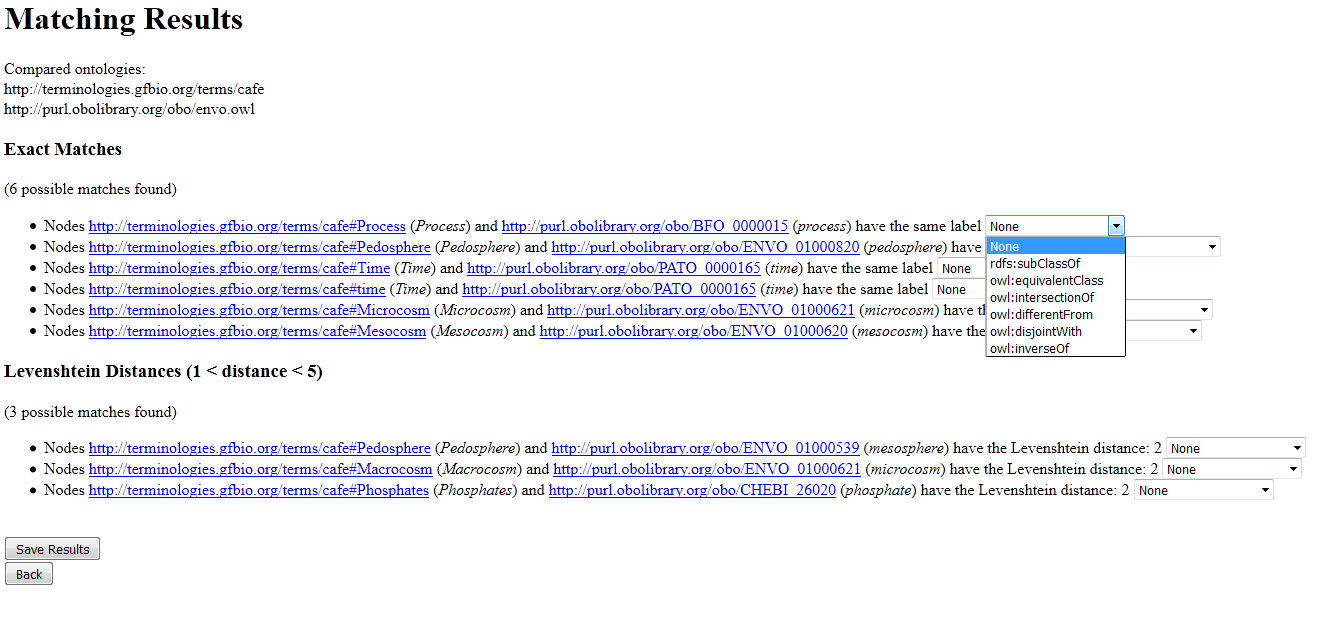 Matching Results
Compared ontologies:
http://terminologies.gfbio.org/terms/cafe
http://purl.obolibrary.org/obo/envo.owl
Exact Matches
(6 possible matches found)
• Nodes http://terminologies.gfbio.org/terms/cafe#Process (Process) and http://purl.obolibrary.org/obo/BFO_0000015 (process) have the same label None
• Nodes http://terminologies.gfbio.org/terms/cafe#Pedosphere (Pedosphere) and http://purl.obolibrary.org/obo/ENVO_01000820 (pedosphere) have
• Nodes http://terminologies.gfbio.org/terms/cafe#Time (Time) and http://purl.obolibrary.org/obo/PATO_0000165 (time) have the same label None
• Nodes http://terminologies.gfbio.org/terms/cafe#time (Time) and http://purl.obolibrary.org/obo/PATO_0000165 (time) have the same label None
• Nodes http://terminologies.gfbio.org/terms/cafe#Microcosm (Microcosm) and http://purl.obolibrary.org/obo/ENVO_01000621 (microcosm) have
• Nodes http://terminologies.gfbio.org/terms/cafe#Mesocosm (Mesocosm) and http://purl.obolibrary.org/obo/ENVO_01000620 (mesocosm) have the
None
rdfs:subClassOf
owl:equivalentClass
owl:intersectionOf
owl:differentFrom
owl:disjointWith
owl:inverseOf
Levenshtein Distances (1 < distance < 5)
(3 possible matches found)
• Nodes http://terminologies.gfbio.org/terms/cafe#Pedosphere (Pedosphere) and http://purl.obolibrary.org/obo/ENVO_01000539 (mesosphere) have the Levenshtein distance: 2 None
• Nodes http://terminologies.gfbio.org/terms/cafe#Macrocosm (Macrocosm) and http://purl.obolibrary.org/obo/ENVO_01000621 (microcosm) have the Levenshtein distance: 2 None
• Nodes http://terminologies.gfbio.org/terms/cafe#Phosphates (Phosphates) and http://purl.obolibrary.org/obo/CHEBI_26020 (phosphate) have the Levenshtein distance: 2 None
Save Results
Back